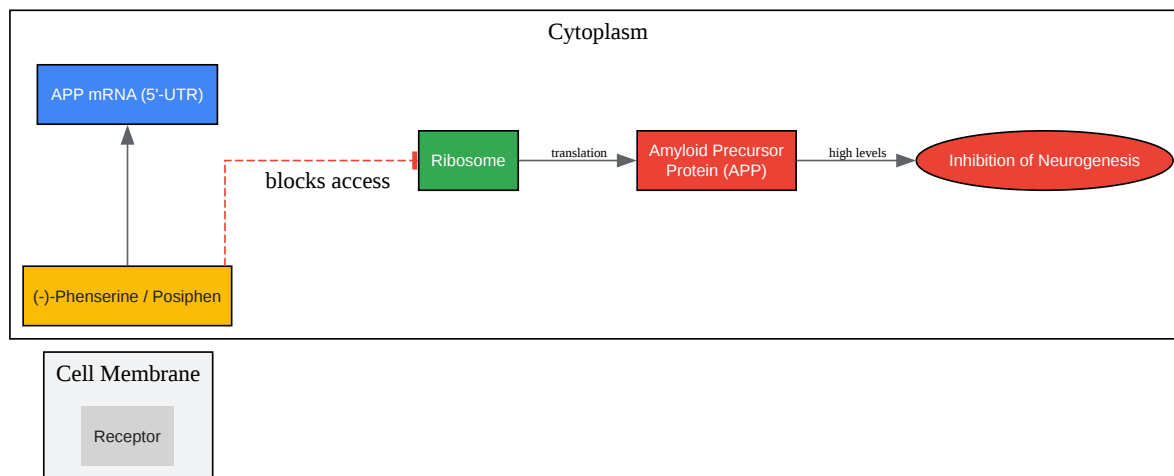 Cytoplasm
APP mRNA (5'-UTR)
blocks access
Ribosome
translation
Amyloid Precursor
Protein (APP)
high levels
Inhibition of Neurogenesis
(-)-Phenserine / Posiphen
Cell Membrane
Receptor